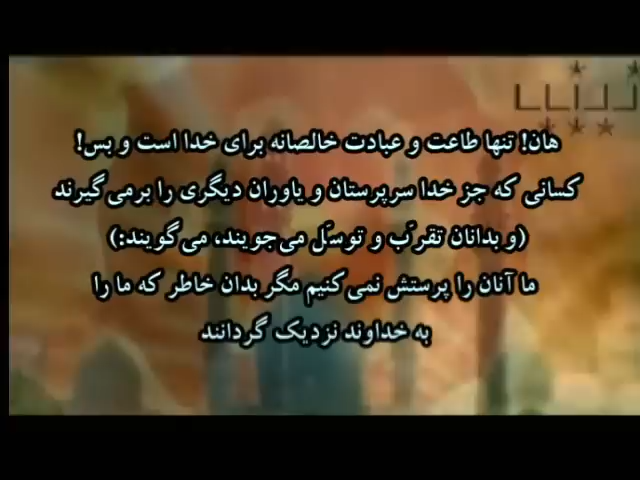 هان! تنها طاعت و عبادت خالصانه برای خدا است و بس!
کسانی که جز خدا سرپرستان و یاوران دیگری را برمی‌گیرند
(و بدانان تقرّب و توسّل می‌جویند، می‌گویند:)
ما آنان را پرستش نمی‌کنیم مگر بدان خاطر که ما را
به خداوند نزدیک گردانند